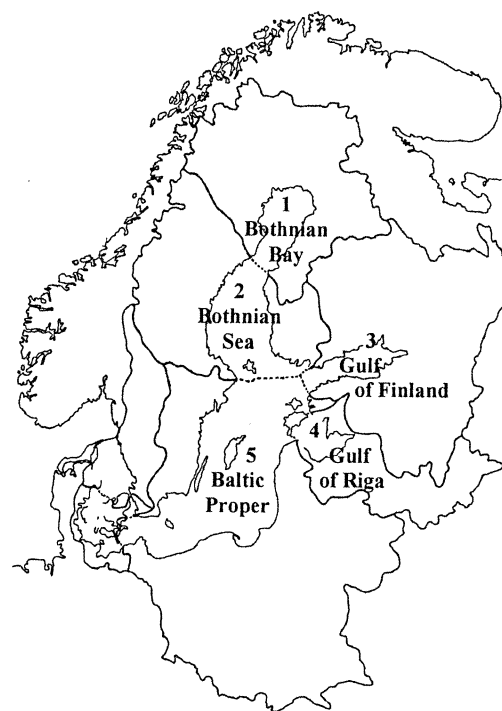 1
Bothnian
Bay
2
Bothnian
Sea
3
Gulf
of Finland
4
Gulf
of Riga
5
Baltic
Proper